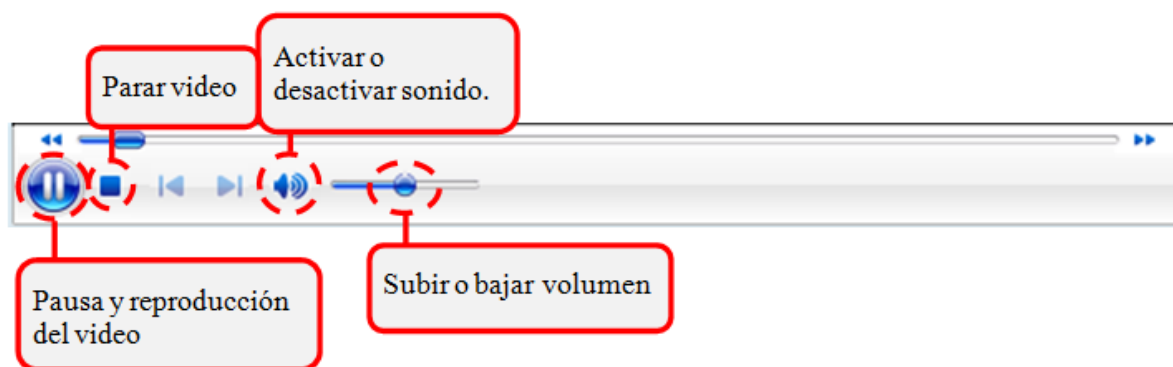 Activar o
desactivar sonido.
Parar video
Pausa y reproducción
del video
Subir o bajar volumen